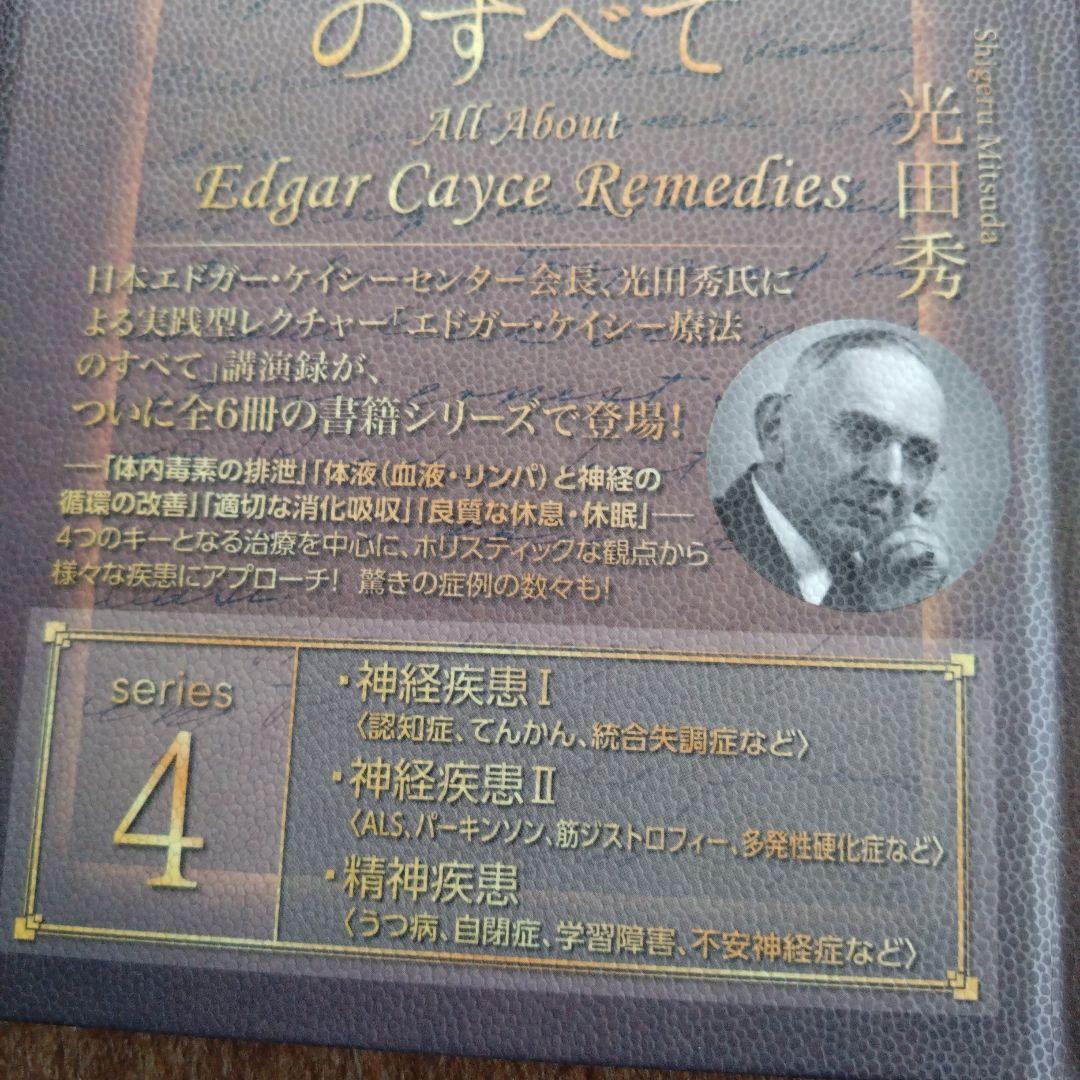 のすべて
All About
Edgar Cayce Remedies
Shigeru Mitsuda
光田秀
日本エドガー・ケイシーセンター会長、光田秀氏に
よる実践型レクチャー「エドガー・ケイシー療法
のすべて」講演録が、
ついに全6冊の書籍シリーズで登場!
―「体内毒素の排泄」「体液(血液・リンパ)と神経の
循環の改善」「適切な消化吸収」「良質な休息・休眠」―
4つのキーとなる治療を中心に、ホリスティックな観点から
様々な疾患にアプローチ! 驚きの症例の数々も!
series
4
・神経疾患Ⅰ
〈認知症、てんかん、統合失調症など〉
・神経疾患Ⅱ
〈ALS、パーキンソン、筋ジストロフィー、多発性硬化症など〉
・精神疾患
〈うつ病、自閉症、学習障害、不安神経症など〉